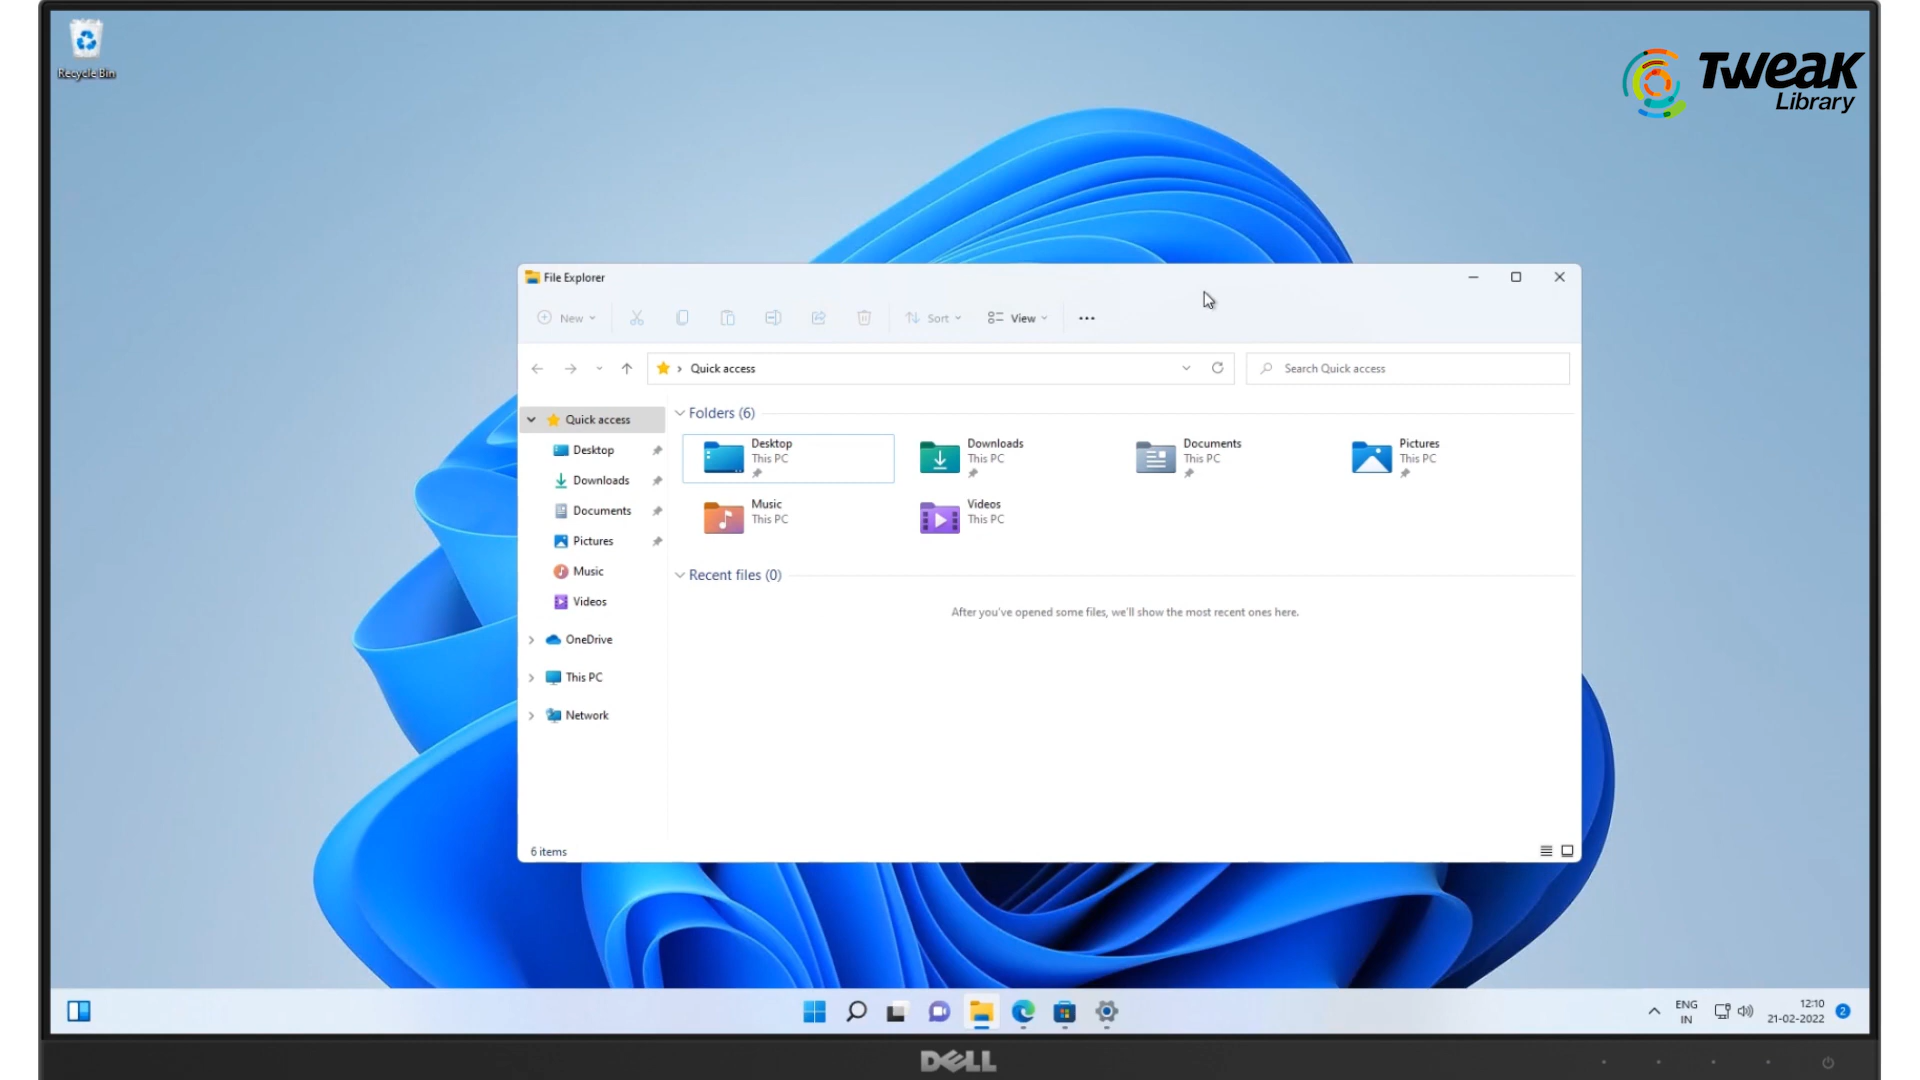 Recycle Bin
TWEAK
Library
File Explorer
New
Sort
View
Quick access
Search Quick access
Quick access
Desktop
Downloads
Documents
Pictures
Music
Videos
OneDrive
This PC
Network
Folders (6)
Desktop
This PC
Downloads
This PC
Documents
This PC
Pictures
This PC
Music
This PC
Videos
This PC
Recent files (0)
After you've opened some files, we'll show the most recent ones here.
6 items
ENG
IN
12:10
21-02-2022
2
DELL